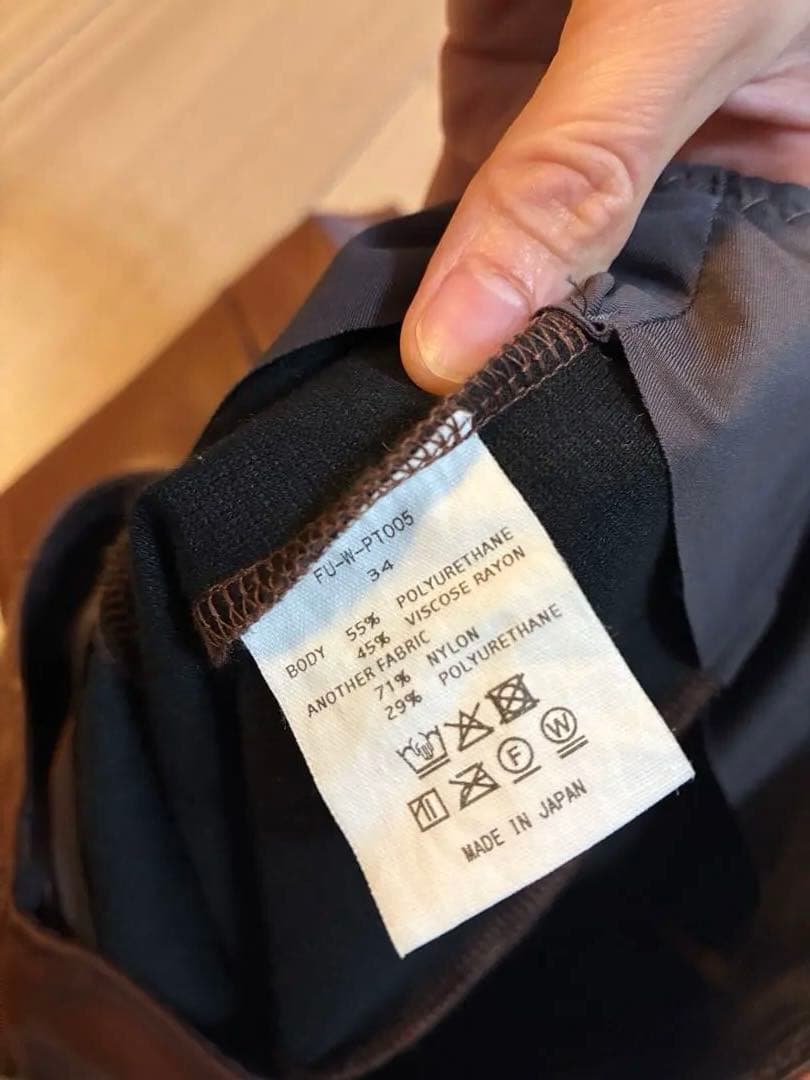 FU-W-PT005
34
BODY 55% POLYURETHANE
45% VISCOSE RAYON
ANOTHER FABRIC
71% NYLON
29% POLYURETHANE
F W
MADE IN JAPAN